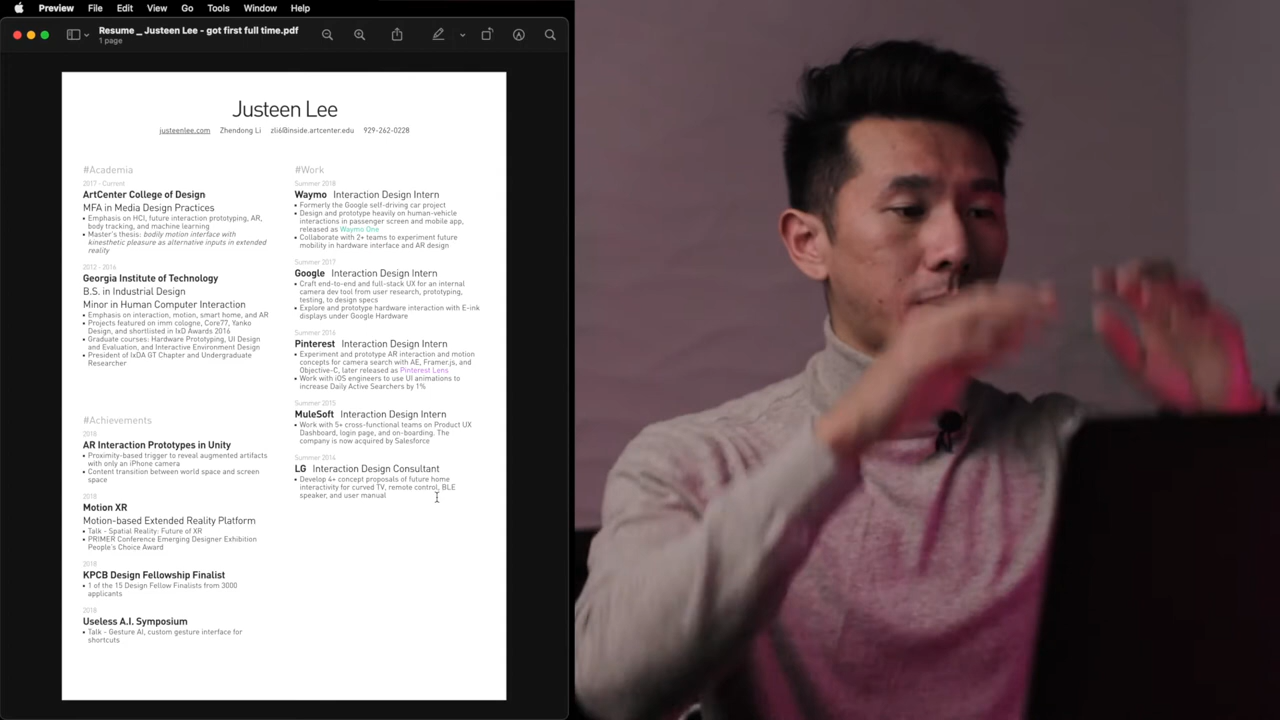 Preview File Edit View Go Tools Window Help
Resume _ Justeen Lee - got first full time.pdf
1 page
Justeen Lee
justeenlee.com Zhendong Li zli6@inside.artcenter.edu 929-262-0228
#Academia
2017 - Current
ArtCenter College of Design
MFA in Media Design Practices
• Emphasis on HCI, future interaction prototyping, AR,
body tracking, and machine learning
• Master's thesis: bodily motion interface with
kinesthetic pleasure as alternative inputs in extended
reality
2012 - 2016
Georgia Institute of Technology
B.S. in Industrial Design
Minor in Human Computer Interaction
• Emphasis on interaction, motion, smart home, and AR
• Projects featured on imm cologne, Core77, Yanko
Design, and shortlisted in IxD Awards 2016
• Graduate courses: Hardware Prototyping, UI Design
and Evaluation, and Interactive Environment Design
• President of IxDA GT Chapter and Undergraduate
Researcher
#Achievements
2018
AR Interaction Prototypes in Unity
• Proximity-based trigger to reveal augmented artifacts
with only an iPhone camera
• Content transition between world space and screen
space
2018
Motion XR
Motion-based Extended Reality Platform
• Talk - Spatial Reality: Future of XR
• PRIMER Conference Emerging Designer Exhibition
People's Choice Award
2018
KPCB Design Fellowship Finalist
• 1 of the 15 Design Fellow Finalists from 3000
applicants
2018
Useless A.I. Symposium
• Talk - Gesture AI, custom gesture interface for
shortcuts
#Work
Summer 2018
Waymo Interaction Design Intern
• Formerly the Google self-driving car project
• Design and prototype heavily on human-vehicle
interactions in passenger screen and mobile app,
released as Waymo One
• Collaborate with 2+ teams to experiment future
mobility in hardware interface and AR design
Summer 2017
Google Interaction Design Intern
• Craft end-to-end and full-stack UX for an internal
camera dev tool from user research, prototyping,
testing, to design specs
• Explore and prototype hardware interaction with E-ink
displays under Google Hardware
Summer 2016
Pinterest Interaction Design Intern
• Experiment and prototype AR interaction and motion
concepts for camera search with AE, Framer.js, and
Objective-C, later released as Pinterest Lens
• Work with iOS engineers to use UI animations to
increase Daily Active Searchers by 1%
Summer 2015
MuleSoft Interaction Design Intern
• Work with 5+ cross-functional teams on Product UX
Dashboard, login page, and on-boarding. The
company is now acquired by Salesforce
Summer 2014
LG Interaction Design Consultant
• Develop 4+ concept proposals of future home
interactivity for curved TV, remote control, BLE
speaker, and user manual